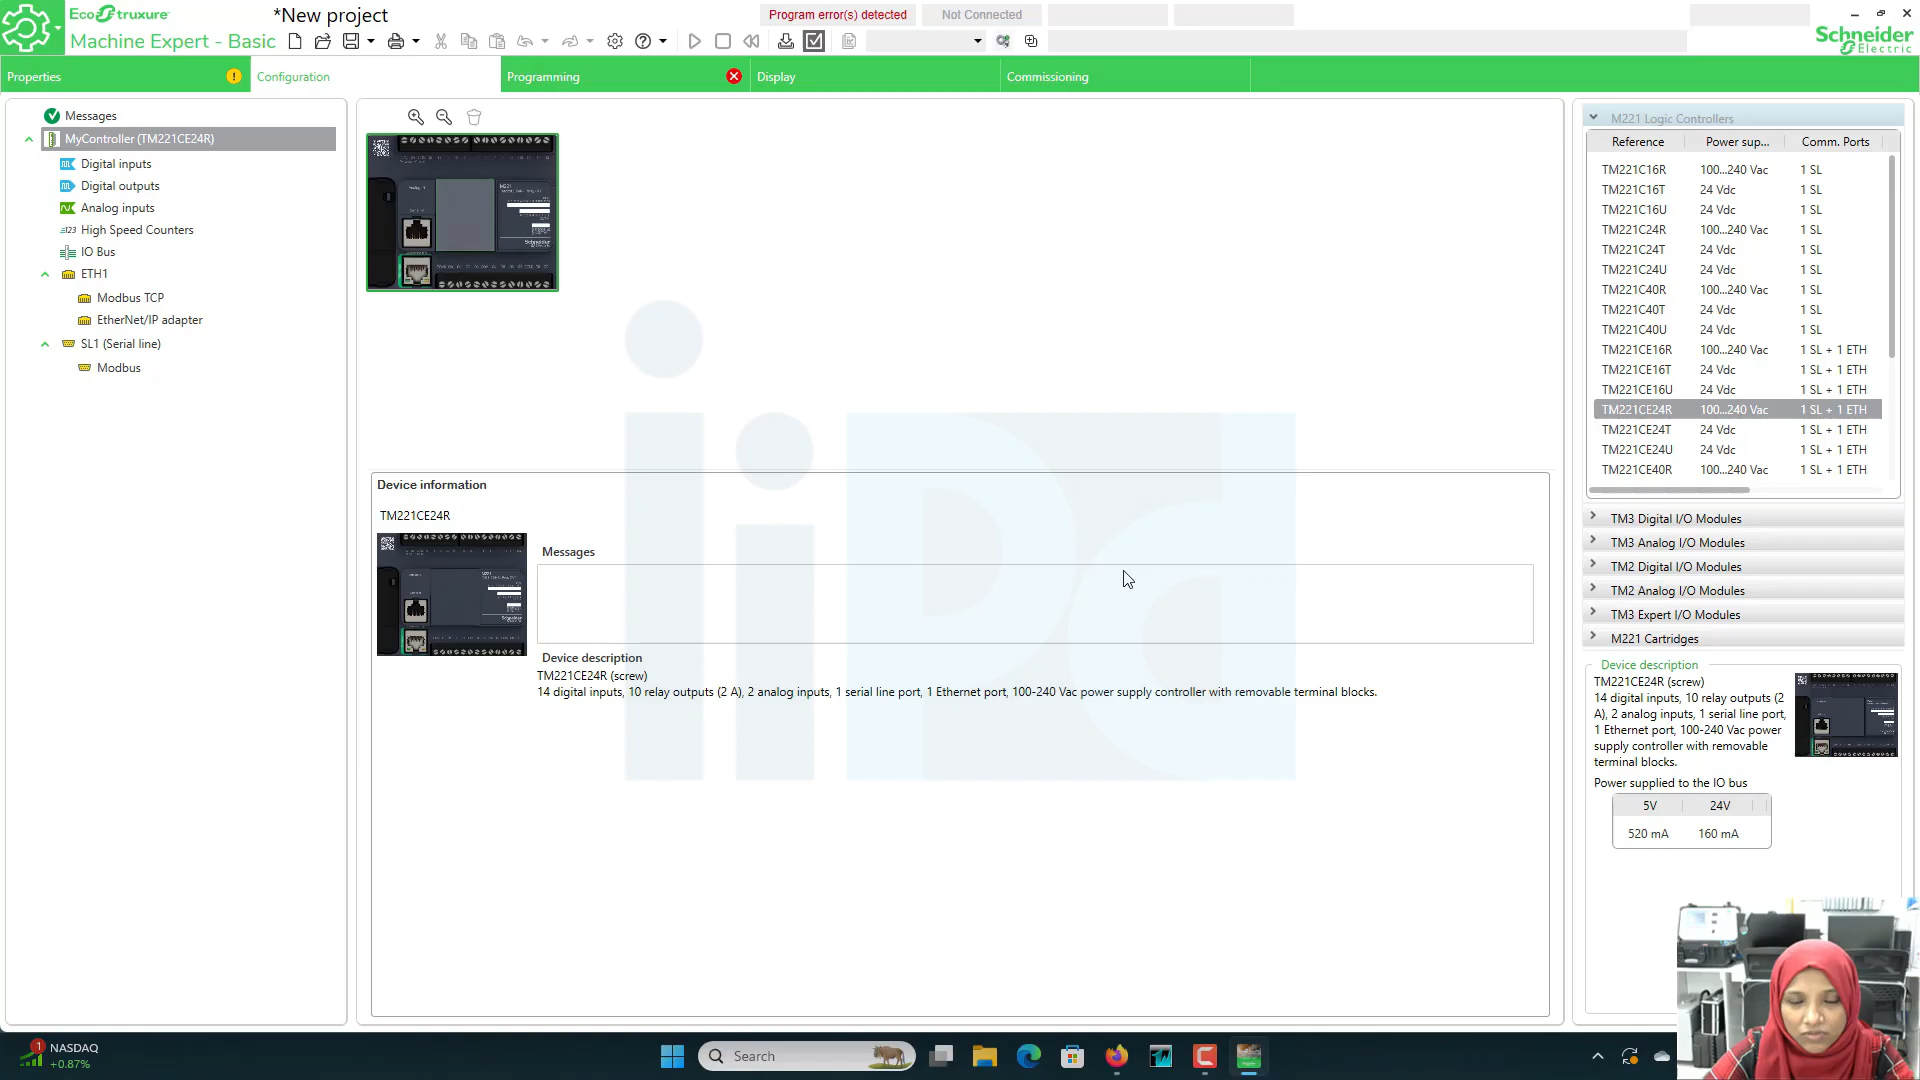 EcoStruxure
Machine Expert - Basic
*New project
Program error(s) detected
Not Connected
Schneider
Electric
Properties
Configuration
Programming
Display
Commissioning
Messages
MyController (TM221CE24R)
Digital inputs
Digital outputs
Analog inputs
High Speed Counters
IO Bus
ETH1
Modbus TCP
EtherNet/IP adapter
SL1 (Serial line)
Modbus
Device information
TM221CE24R
Messages
Device description
TM221CE24R (screw)
14 digital inputs, 10 relay outputs (2 A), 2 analog inputs, 1 serial line port, 1 Ethernet port, 100-240 Vac power supply controller with removable terminal blocks.
M221 Logic Controllers
Reference Power sup... Comm. Ports
TM221C16R 100...240 Vac 1 SL
TM221C16T 24 Vdc 1 SL
TM221C16U 24 Vdc 1 SL
TM221C24R 100...240 Vac 1 SL
TM221C24T 24 Vdc 1 SL
TM221C24U 24 Vdc 1 SL
TM221C40R 100...240 Vac 1 SL
TM221C40T 24 Vdc 1 SL
TM221C40U 24 Vdc 1 SL
TM221CE16R 100...240 Vac 1 SL + 1 ETH
TM221CE16T 24 Vdc 1 SL + 1 ETH
TM221CE16U 24 Vdc 1 SL + 1 ETH
TM221CE24R 100...240 Vac 1 SL + 1 ETH
TM221CE24T 24 Vdc 1 SL + 1 ETH
TM221CE24U 24 Vdc 1 SL + 1 ETH
TM221CE40R 100...240 Vac 1 SL + 1 ETH
TM3 Digital I/O Modules
TM3 Analog I/O Modules
TM2 Digital I/O Modules
TM2 Analog I/O Modules
TM3 Expert I/O Modules
M221 Cartridges
Device description
TM221CE24R (screw)
14 digital inputs, 10 relay outputs (2
A), 2 analog inputs, 1 serial line port,
1 Ethernet port, 100-240 Vac power
supply controller with removable
terminal blocks.
Power supplied to the IO bus
5V 24V
520 mA 160 mA
1
NASDAQ
+0.87%
Search